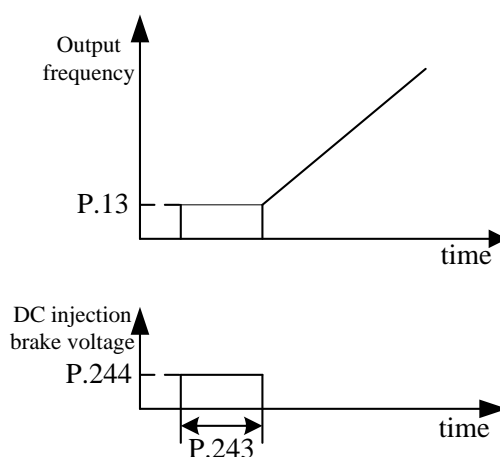 Output
frequency
P.13
time
DC injection
brake voltage
P.244
time
P.243